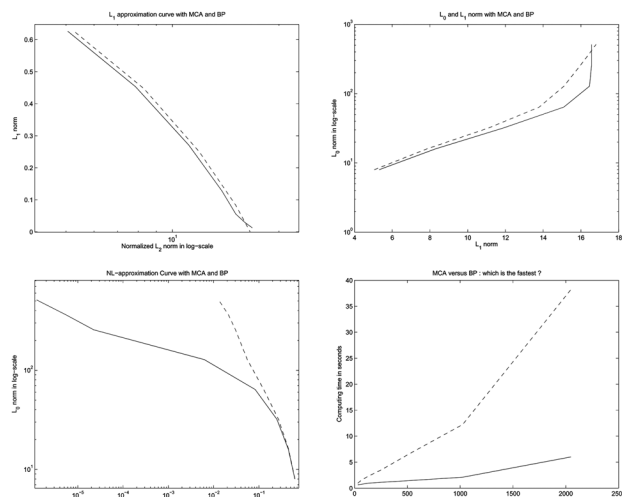 L1 approximation curve with MCA and BP
0.6
0.5
0.4
0.3
0.2
0.1
0
L1 norm
10^1
Normalized L2 norm in log-scale
L0 and L1 norm with MCA and BP
10^3
10^2
10^1
10^0
L0 norm in log-scale
4 6 8 10 12 14 16 18
L1 norm
NL-approximation Curve with MCA and BP
10^2
10^1
L0 norm in log-scale
10^-5 10^-4 10^-3 10^-2 10^-1
MCA versus BP : which is the fastest ?
40
35
30
25
20
15
10
5
0
Computing time in seconds
0 500 1000 1500 2000 2500